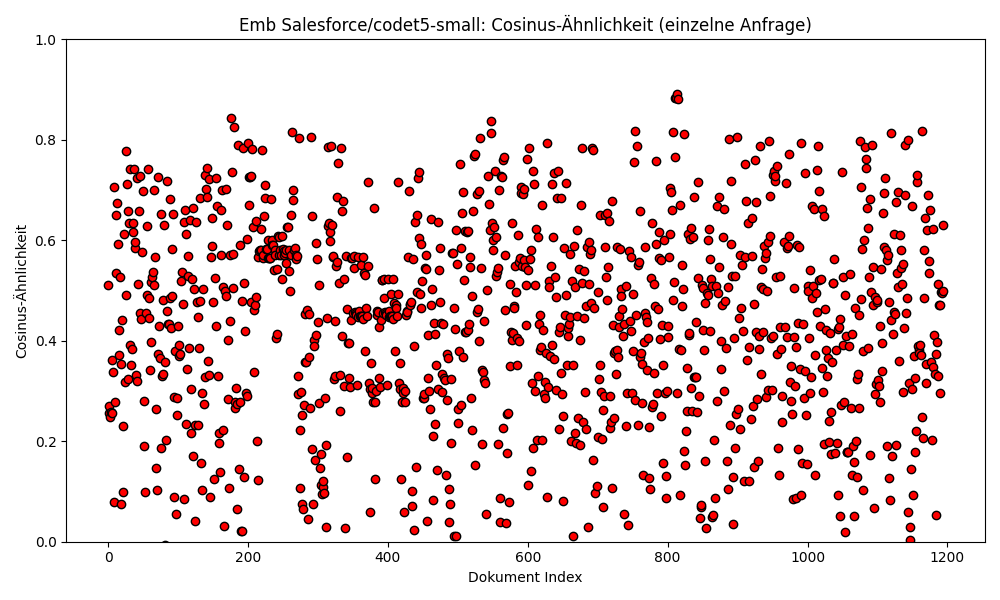 Emb Salesforce/codet5-small: Cosinus-Ähnlichkeit (einzelne Anfrage)
1.0
0.8
0.6
0.4
0.2
0.0
Cosinus-Ähnlichkeit
0 200 400 600 800 1000 1200
Dokument Index